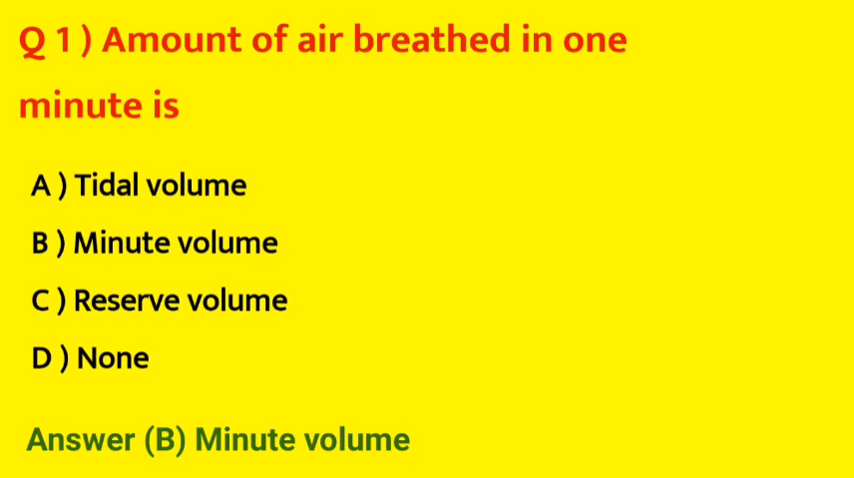 Q 1 ) Amount of air breathed in one
minute is
A ) Tidal volume
B ) Minute volume
C ) Reserve volume
D ) None
Answer (B) Minute volume